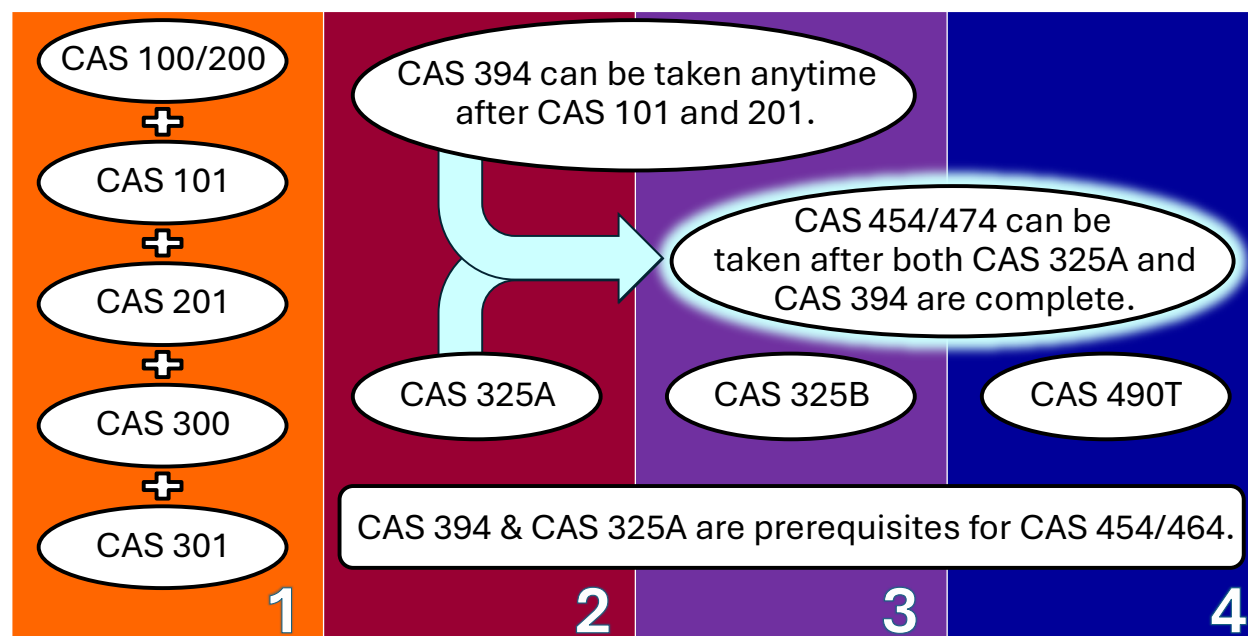 CAS 100/200
CAS 101
CAS 201
CAS 300
CAS 301
1
CAS 394 can be taken anytime
after CAS 101 and 201.
CAS 454/474 can be
taken after both CAS 325A and
CAS 394 are complete.
CAS 325A
CAS 325B
CAS 490T
CAS 394 & CAS 325A are prerequisites for CAS 454/464.
2
3
4